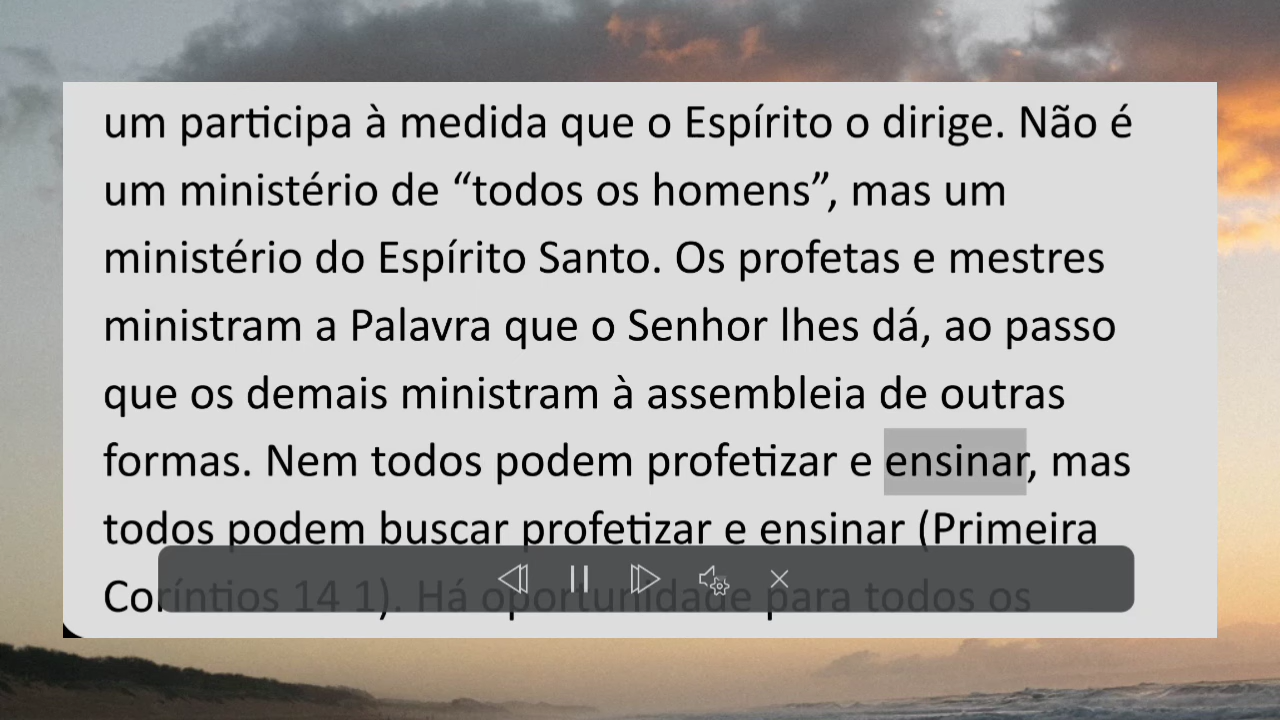 um participa à medida que o Espírito o dirige. Não é
um ministério de “todos os homens”, mas um
ministério do Espírito Santo. Os profetas e mestres
ministram a Palavra que o Senhor lhes dá, ao passo
que os demais ministram à assembleia de outras
formas. Nem todos podem profetizar e ensinar, mas
todos podem buscar profetizar e ensinar (Primeira
Coríntios 14 1). Há oportunidade para todos os